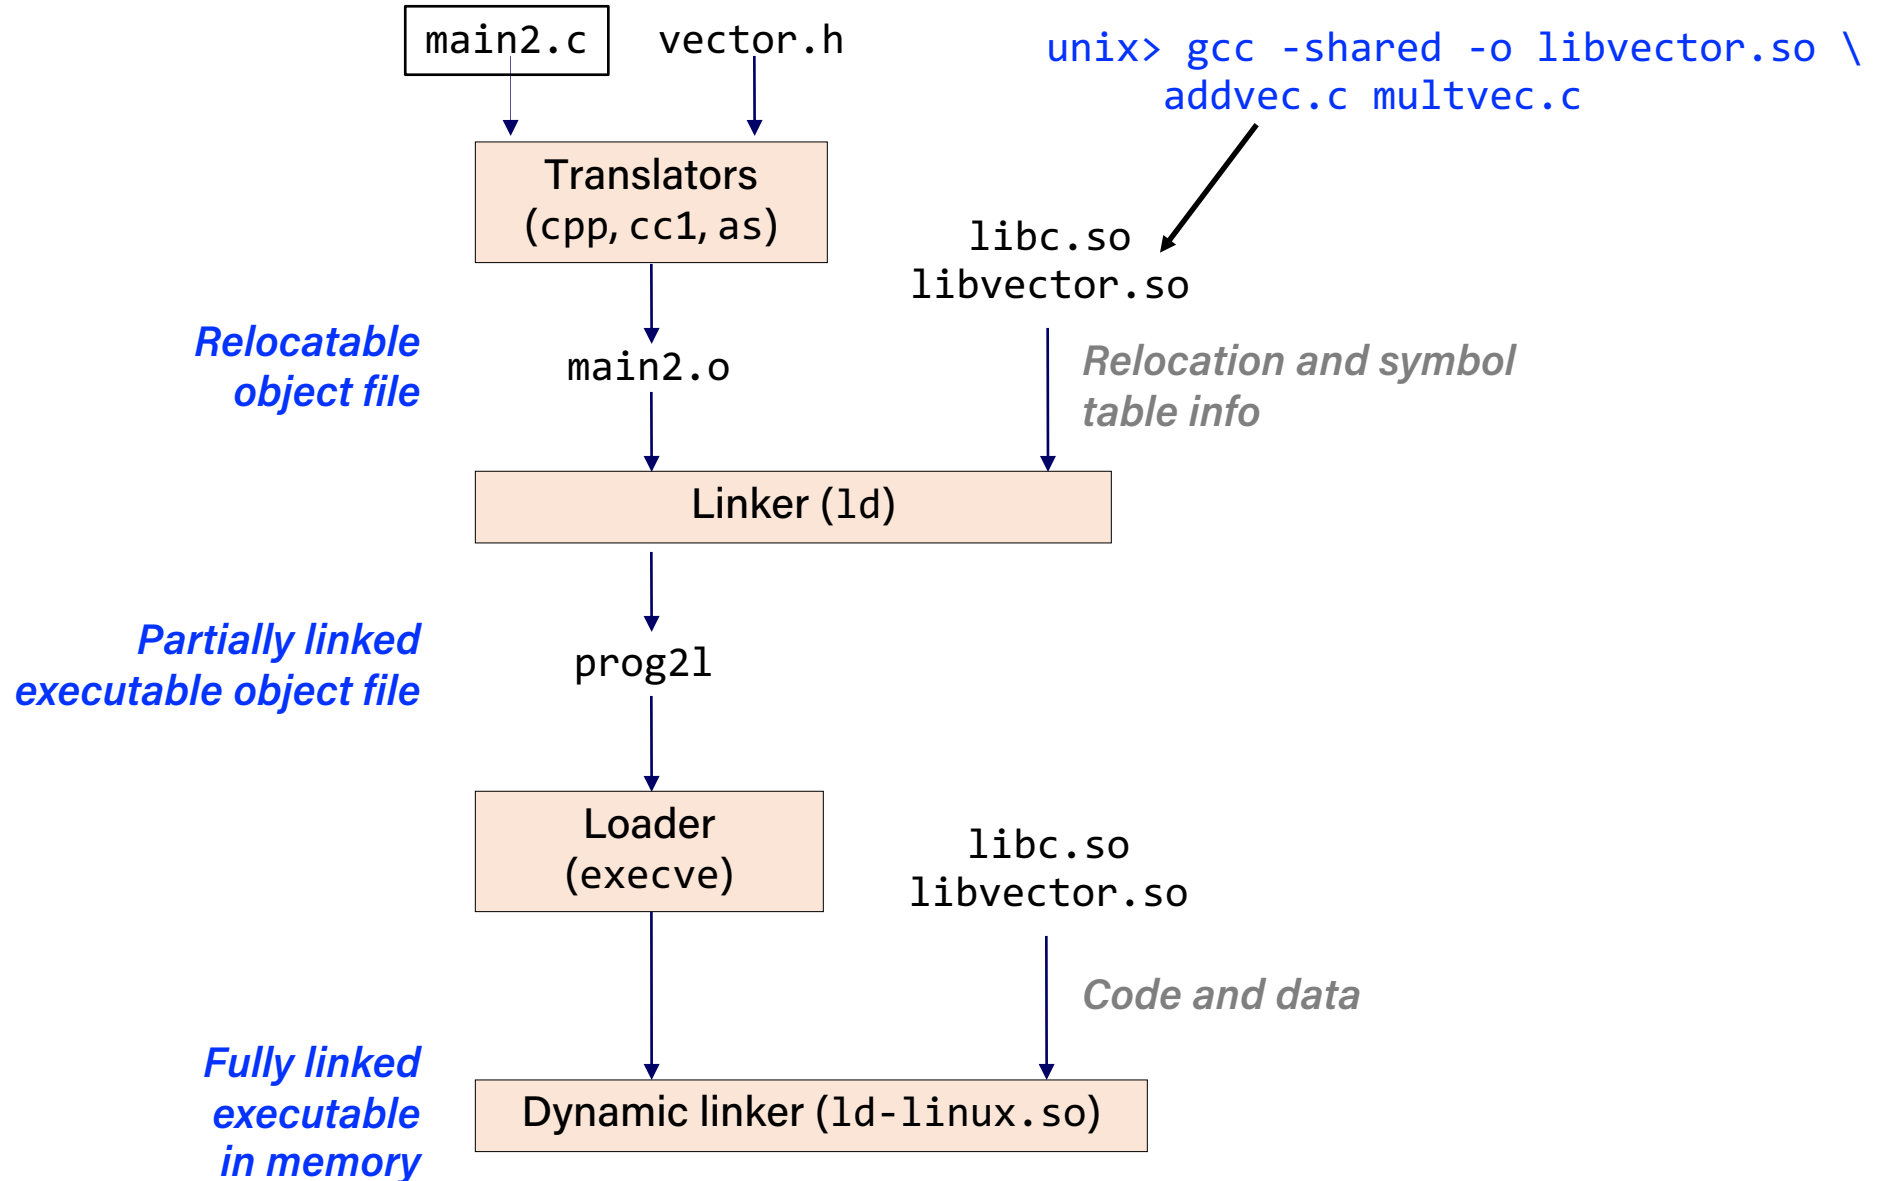 main2.c
vector.h
unix> gcc -shared -o libvector.so \
addvec.c multvec.c
Translators
(cpp, cc1, as)
libc.so
libvector.so
Relocatable
object file
main2.o
Relocation and symbol
table info
Linker (ld)
Partially linked
executable object file
prog2l
Loader
(execve)
libc.so
libvector.so
Code and data
Fully linked
executable
in memory
Dynamic linker (ld-linux.so)